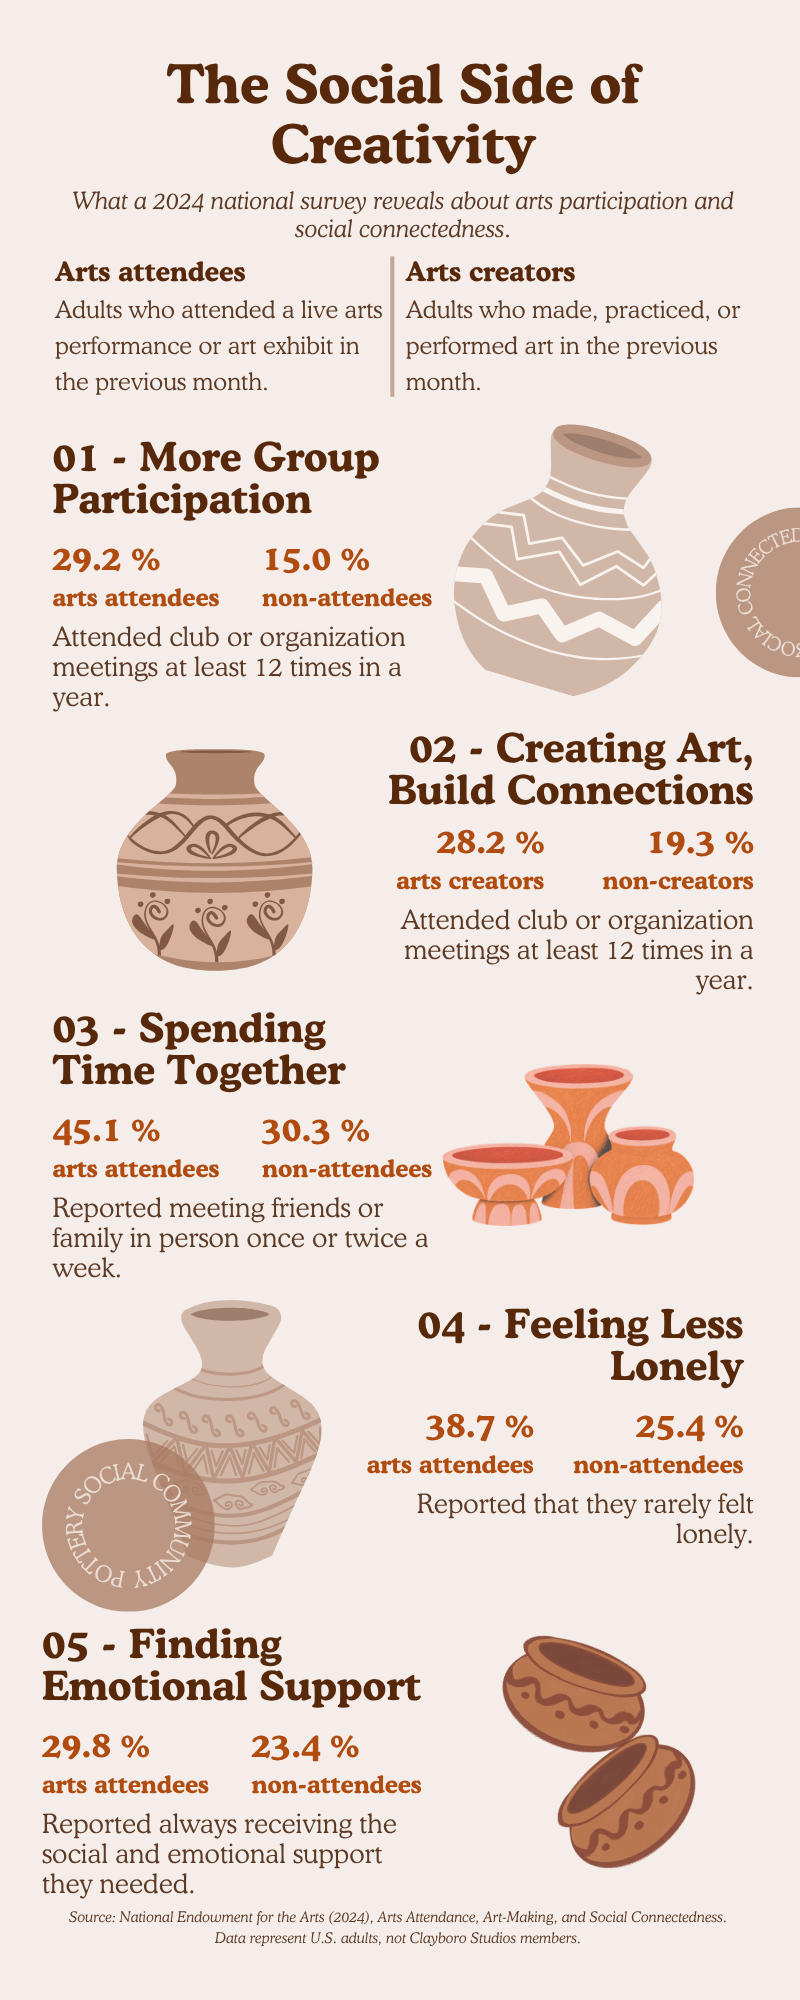 The Social Side of
Creativity
What a 2024 national survey reveals about arts participation and
social connectedness.
Arts attendees
Adults who attended a live arts
performance or art exhibit in
the previous month.
Arts creators
Adults who made, practiced, or
performed art in the previous
month.
01 - More Group
Participation
29.2 % 15.0 %
arts attendees non-attendees
Attended club or organization
meetings at least 12 times in a
year.
SOCIAL CONNECTED
02 - Creating Art,
Build Connections
28.2 % 19.3 %
arts creators non-creators
Attended club or organization
meetings at least 12 times in a
year.
03 - Spending
Time Together
45.1 % 30.3 %
arts attendees non-attendees
Reported meeting friends or
family in person once or twice a
week.
04 - Feeling Less
Lonely
38.7 % 25.4 %
arts attendees non-attendees
Reported that they rarely felt
lonely.
POTTERY SOCIAL COMMUNITY
05 - Finding
Emotional Support
29.8 % 23.4 %
arts attendees non-attendees
Reported always receiving the
social and emotional support
they needed.
Source: National Endowment for the Arts (2024), Arts Attendance, Art-Making, and Social Connectedness.
Data represent U.S. adults, not Clayboro Studios members.